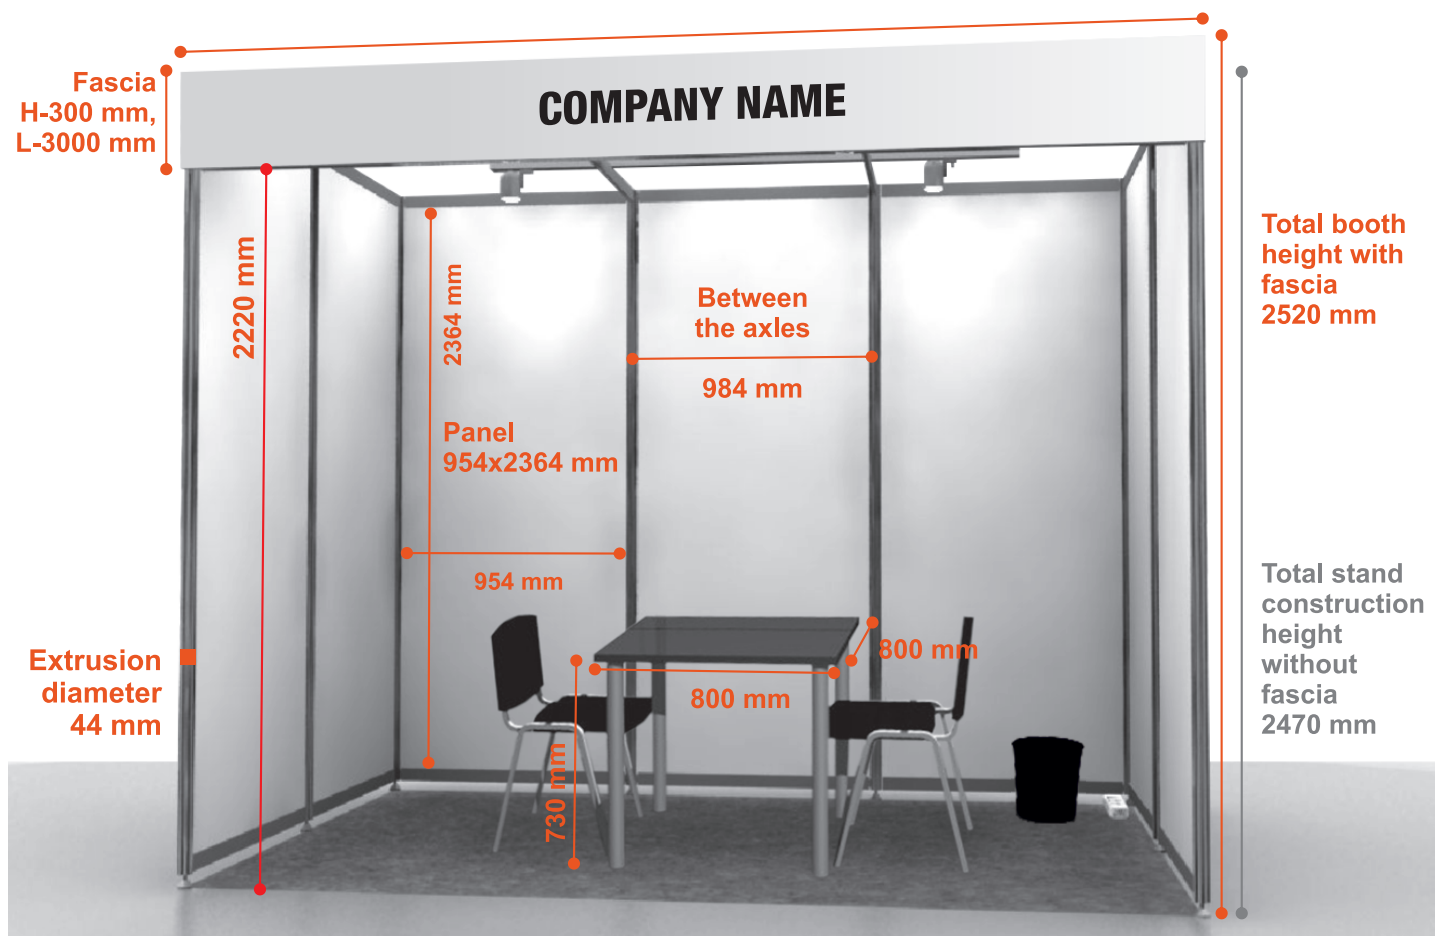 COMPANY NAME
Fascia
H-300 mm,
L-3000 mm
2220 mm
2364 mm
Between
the axles
984 mm
Panel
954x2364 mm
954 mm
Total booth
height with
fascia
2520 mm
Total stand
construction
height
without
fascia
2470 mm
Extrusion
diameter
44 mm
800 mm
800 mm
730 mm